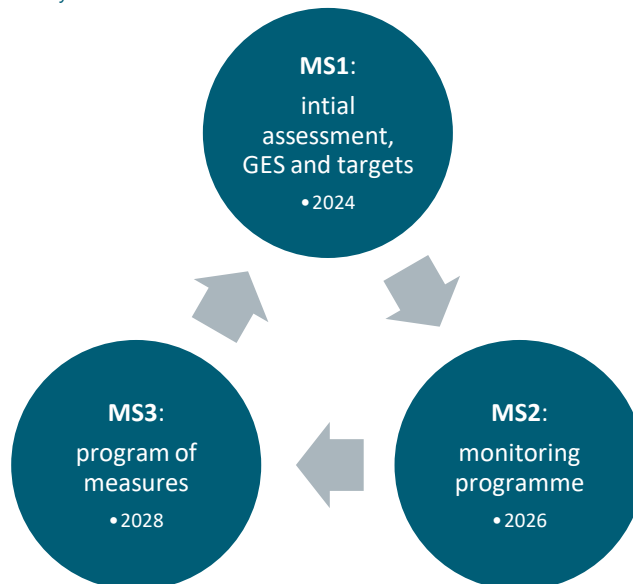 MS1:
intial
assessment,
GES and targets
• 2024
MS2:
monitoring
programme
• 2026
MS3:
program of
measures
• 2028